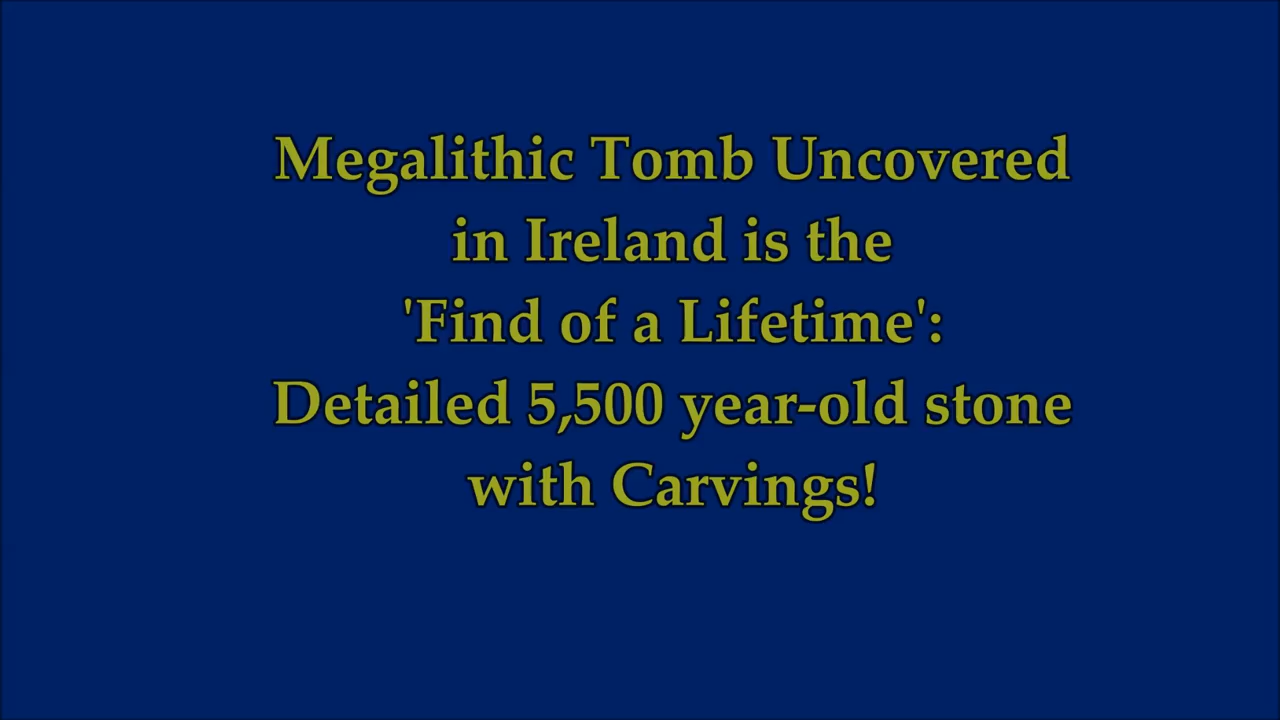 Megalithic Tomb Uncovered
in Ireland is the
'Find of a Lifetime':
Detailed 5,500 year-old stone
with Carvings!